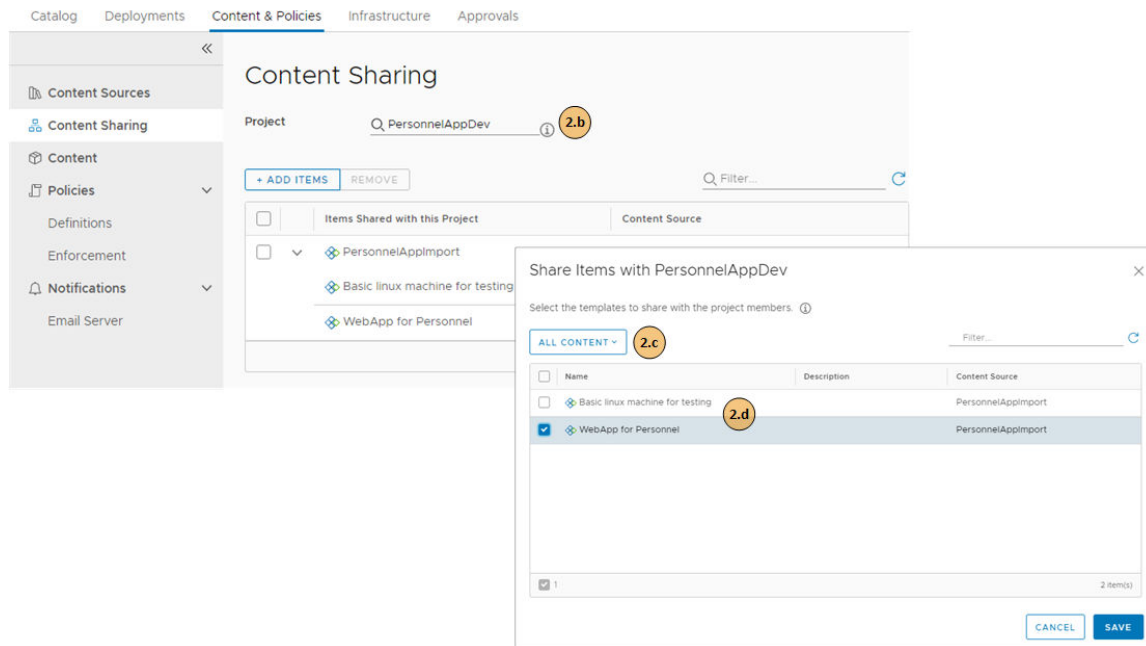 Catalog Deployments Content & Policies Infrastructure Approvals
Content Sources
Content Sharing
Content
Policies
Definitions
Enforcement
Notifications
Email Server
Content Sharing
Project PersonnelAppDev 2.b
+ ADD ITEMS REMOVE Filter...
Items Shared with this Project Content Source
PersonnelAppImport
Basic linux machine for testing
WebApp for Personnel
Share Items with PersonnelAppDev
Select the templates to share with the project members.
ALL CONTENT 2.c Filter...
Name Description Content Source
Basic linux machine for testing 2.d PersonnelAppImport
WebApp for Personnel PersonnelAppImport
1 2 item(s)
CANCEL SAVE